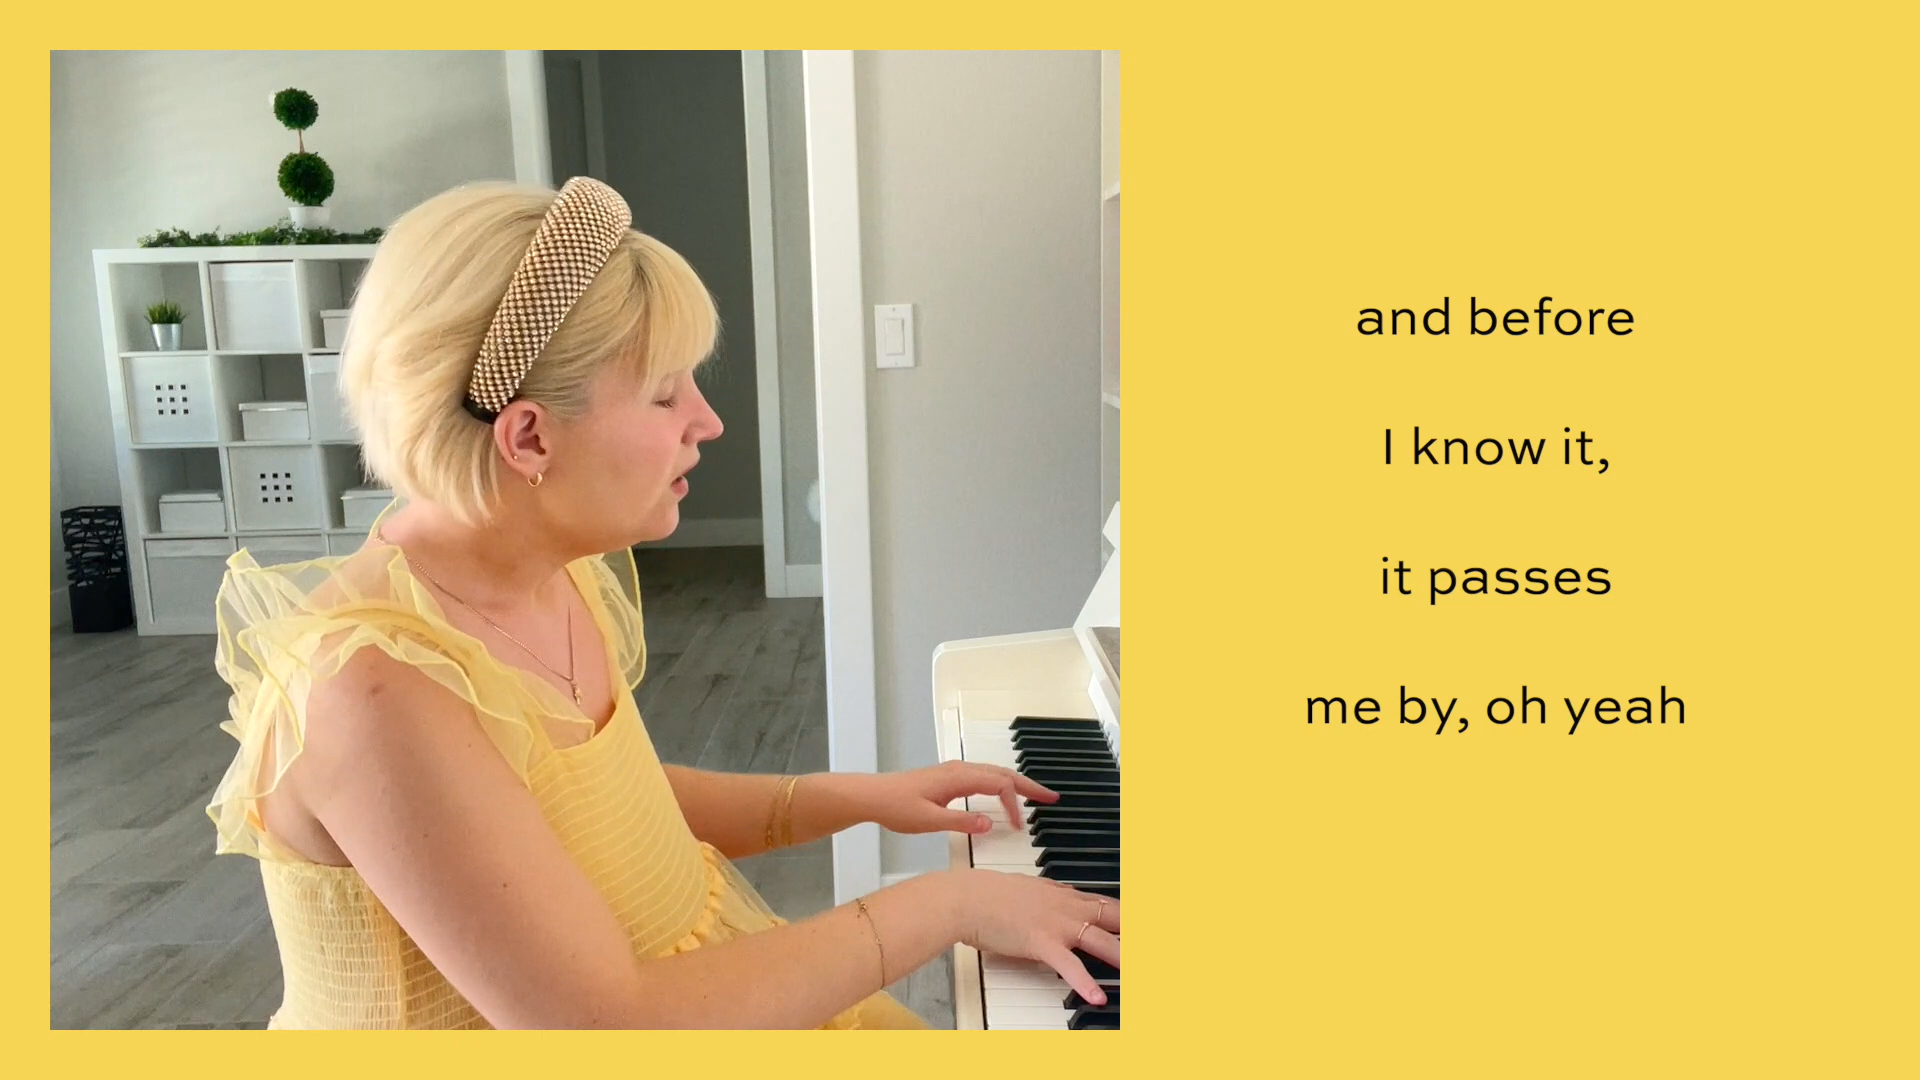 and before
I know it,
it passes
me by, oh yeah